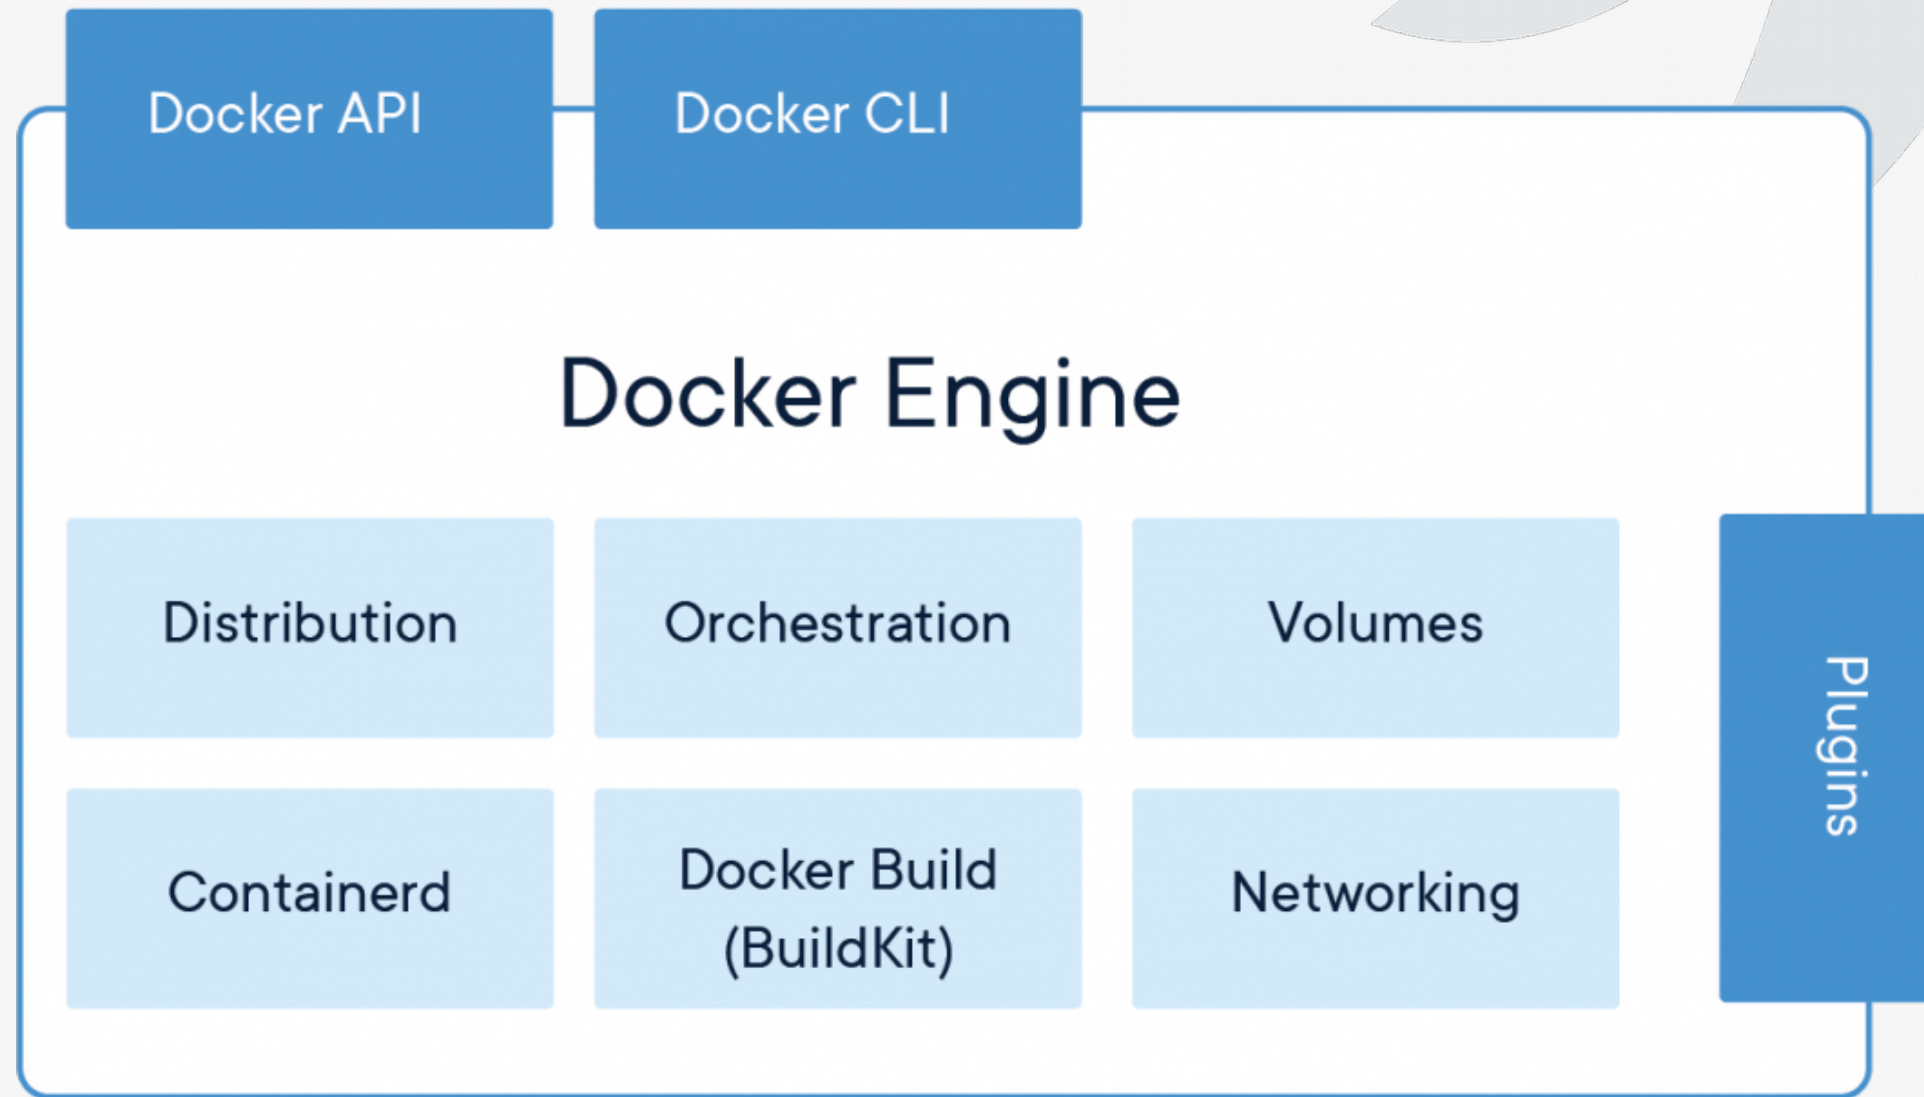 Docker API
Docker CLI
Docker Engine
Distribution
Orchestration
Volumes
Containerd
Docker Build
(BuildKit)
Networking
Plugins